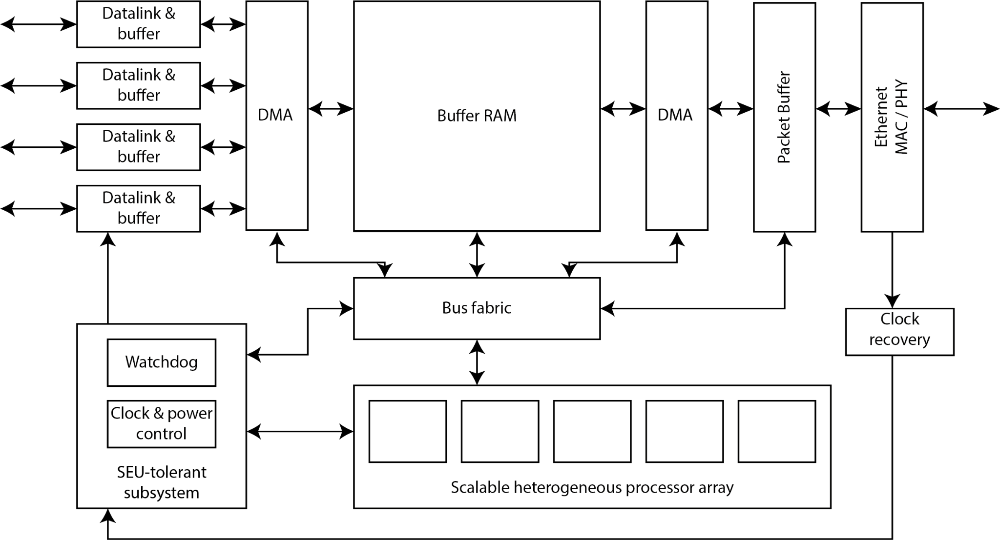 Datalink &
buffer
Datalink &
buffer
Datalink &
buffer
Datalink &
buffer
DMA
Buffer RAM
DMA
Packet Buffer
Ethernet
MAC / PHY
Bus fabric
Clock
recovery
Watchdog
Clock & power
control
SEU-tolerant
subsystem
Scalable heterogeneous processor array